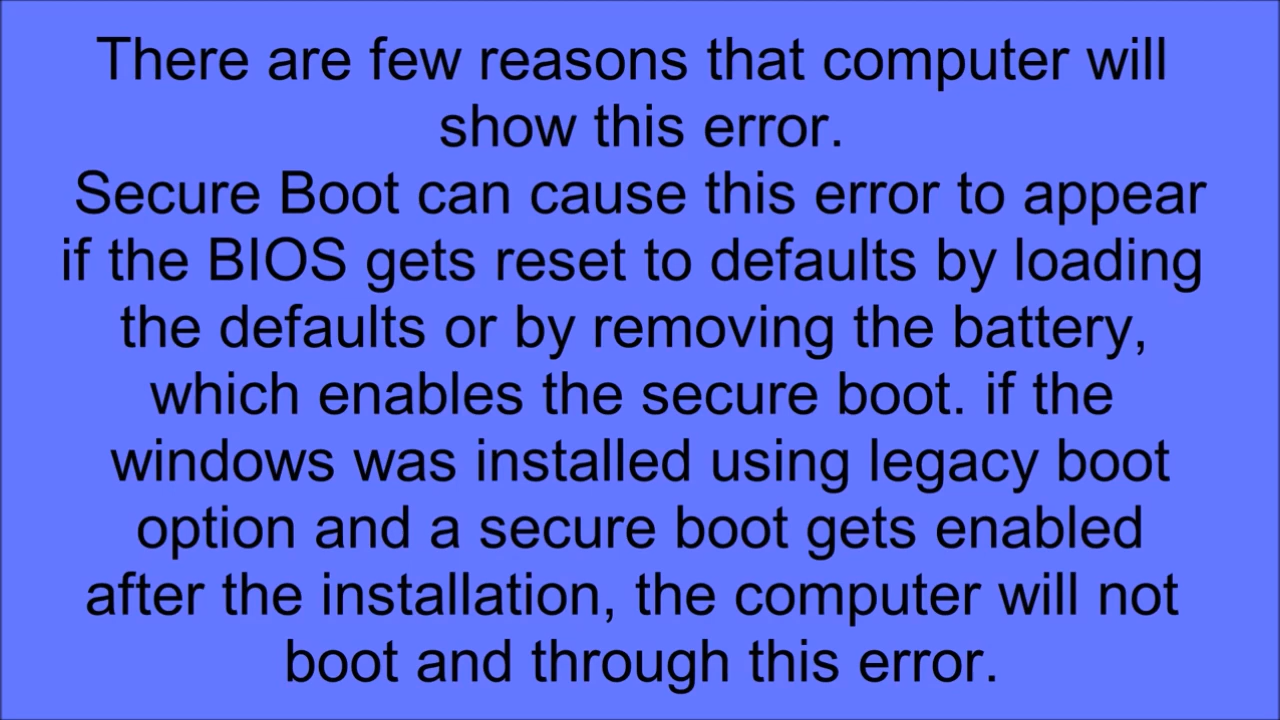 There are few reasons that computer will
show this error.
Secure Boot can cause this error to appear
if the BIOS gets reset to defaults by loading
the defaults or by removing the battery,
which enables the secure boot. if the
windows was installed using legacy boot
option and a secure boot gets enabled
after the installation, the computer will not
boot and through this error.